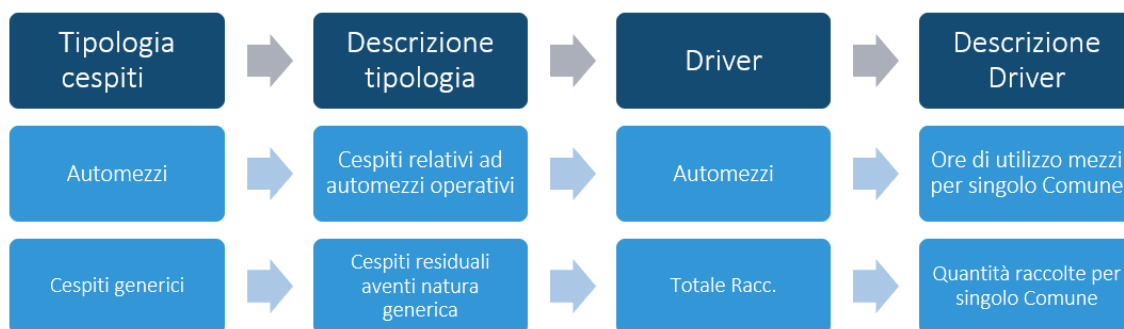 Tipologia
cespiti
Descrizione
tipologia
Driver
Descrizione
Driver
Automezzi
Cespiti relativi ad
automezzi operativi
Automezzi
Ore di utilizzo mezzi
per singolo Comune
Cespiti generici
Cespiti residuali
aventi natura
generica
Totale Racc.
Quantità raccolte per
singolo Comune